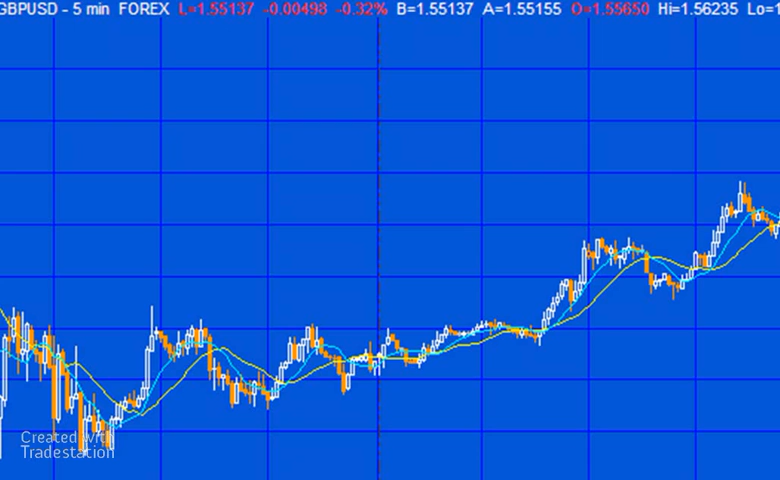 GBPUSD - 5 min FOREX L=1.55137 -0.00498 -0.32% B=1.55137 A=1.55155 O=1.55650 Hi=1.56235 Lo=1
Created with
Tradestation